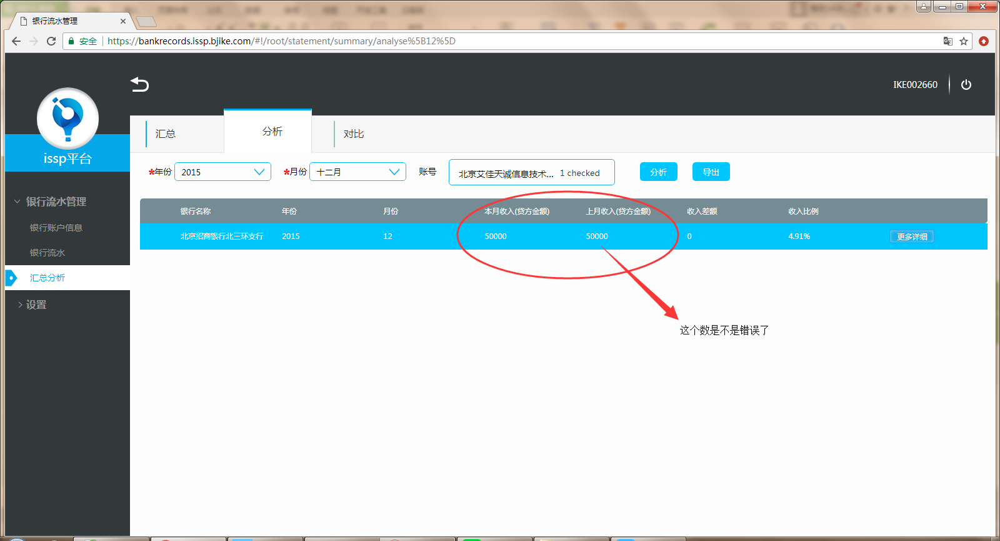 银行流水管理
安全 https://bankrecords.issp.bjike.com/#!/root/statement/summary/analyse%5B12%5D
IKE002660
issp平台
汇总 分析 对比
*年份 2015 *月份 十二月 账号 北京艾佳天诚信息技术... 1 checked 分析 导出
银行流水管理
银行账户信息
银行流水
汇总分析
设置
银行名称 年份 月份 本月收入(贷方金额) 上月收入(贷方金额) 收入差额 收入比例
北京招商银行北三环支行 2015 12 50000 50000 0 4.91% 更多详细
这个数是不是错误了